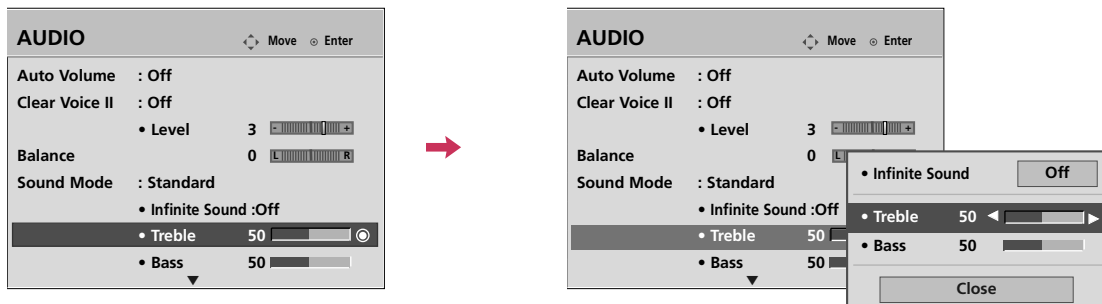 AUDIO Move Enter
Auto Volume : Off
Clear Voice II : Off
• Level 3 - +
Balance 0 L R
Sound Mode : Standard
• Infinite Sound :Off
• Treble 50
• Bass 50
AUDIO Move Enter
Auto Volume : Off
Clear Voice II : Off
• Level 3 - +
Balance 0 L
Sound Mode : Standard
• Infinite Sound :Off
• Treble 50
• Bass 50
• Infinite Sound Off
• Treble 50
• Bass 50
Close